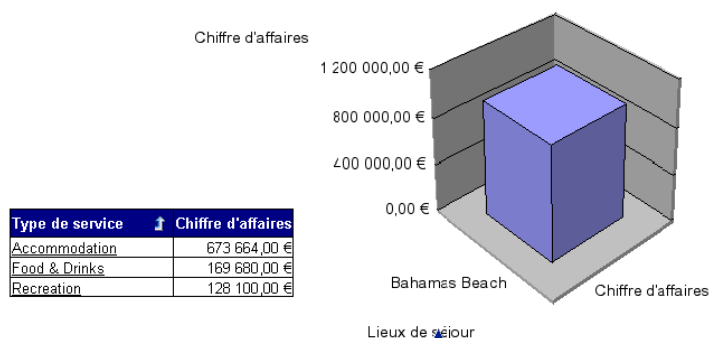 Chiffre d'affaires
1 200 000,00 €
800 000,00 €
400 000,00 €
0,00 €
Type de service Chiffre d'affaires
Accommodation 673 664,00 €
Food & Drinks 169 680,00 €
Recreation 128 100,00 €
Bahamas Beach
Chiffre d'affaires
Lieux de séjour